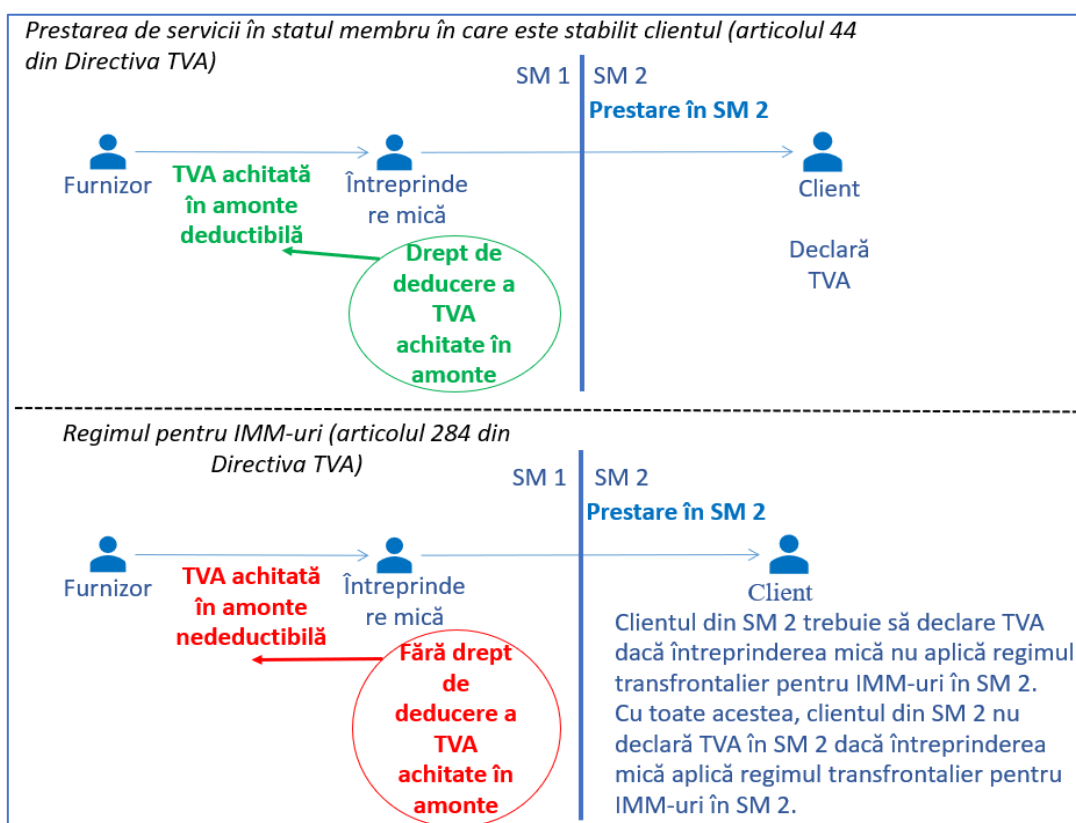 Prestarea de servicii în statul membru în care este stabilit clientul (articolul 44
din Directiva TVA)
SM 1
SM 2
Prestare în SM 2
Furnizor
TVA achitată
în amonte
deductibilă
Întreprinde
re mică
Client
Drept de
deducere a
TVA
achitate în
amonte
Declară
TVA
Regimul pentru IMM-uri (articolul 284 din
Directiva TVA)
SM 1
SM 2
Prestare în SM 2
Furnizor
TVA achitată
în amonte
nedeductibilă
Întreprinde
re mică
Client
Fără drept
de
deducere a
TVA
achitate în
amonte
Clientul din SM 2 trebuie să declare TVA
dacă întreprinderea mică nu aplică regimul
transfrontalier pentru IMM-uri în SM 2.
Cu toate acestea, clientul din SM 2 nu
declară TVA în SM 2 dacă întreprinderea
mică aplică regimul transfrontalier pentru
IMM-uri în SM 2.